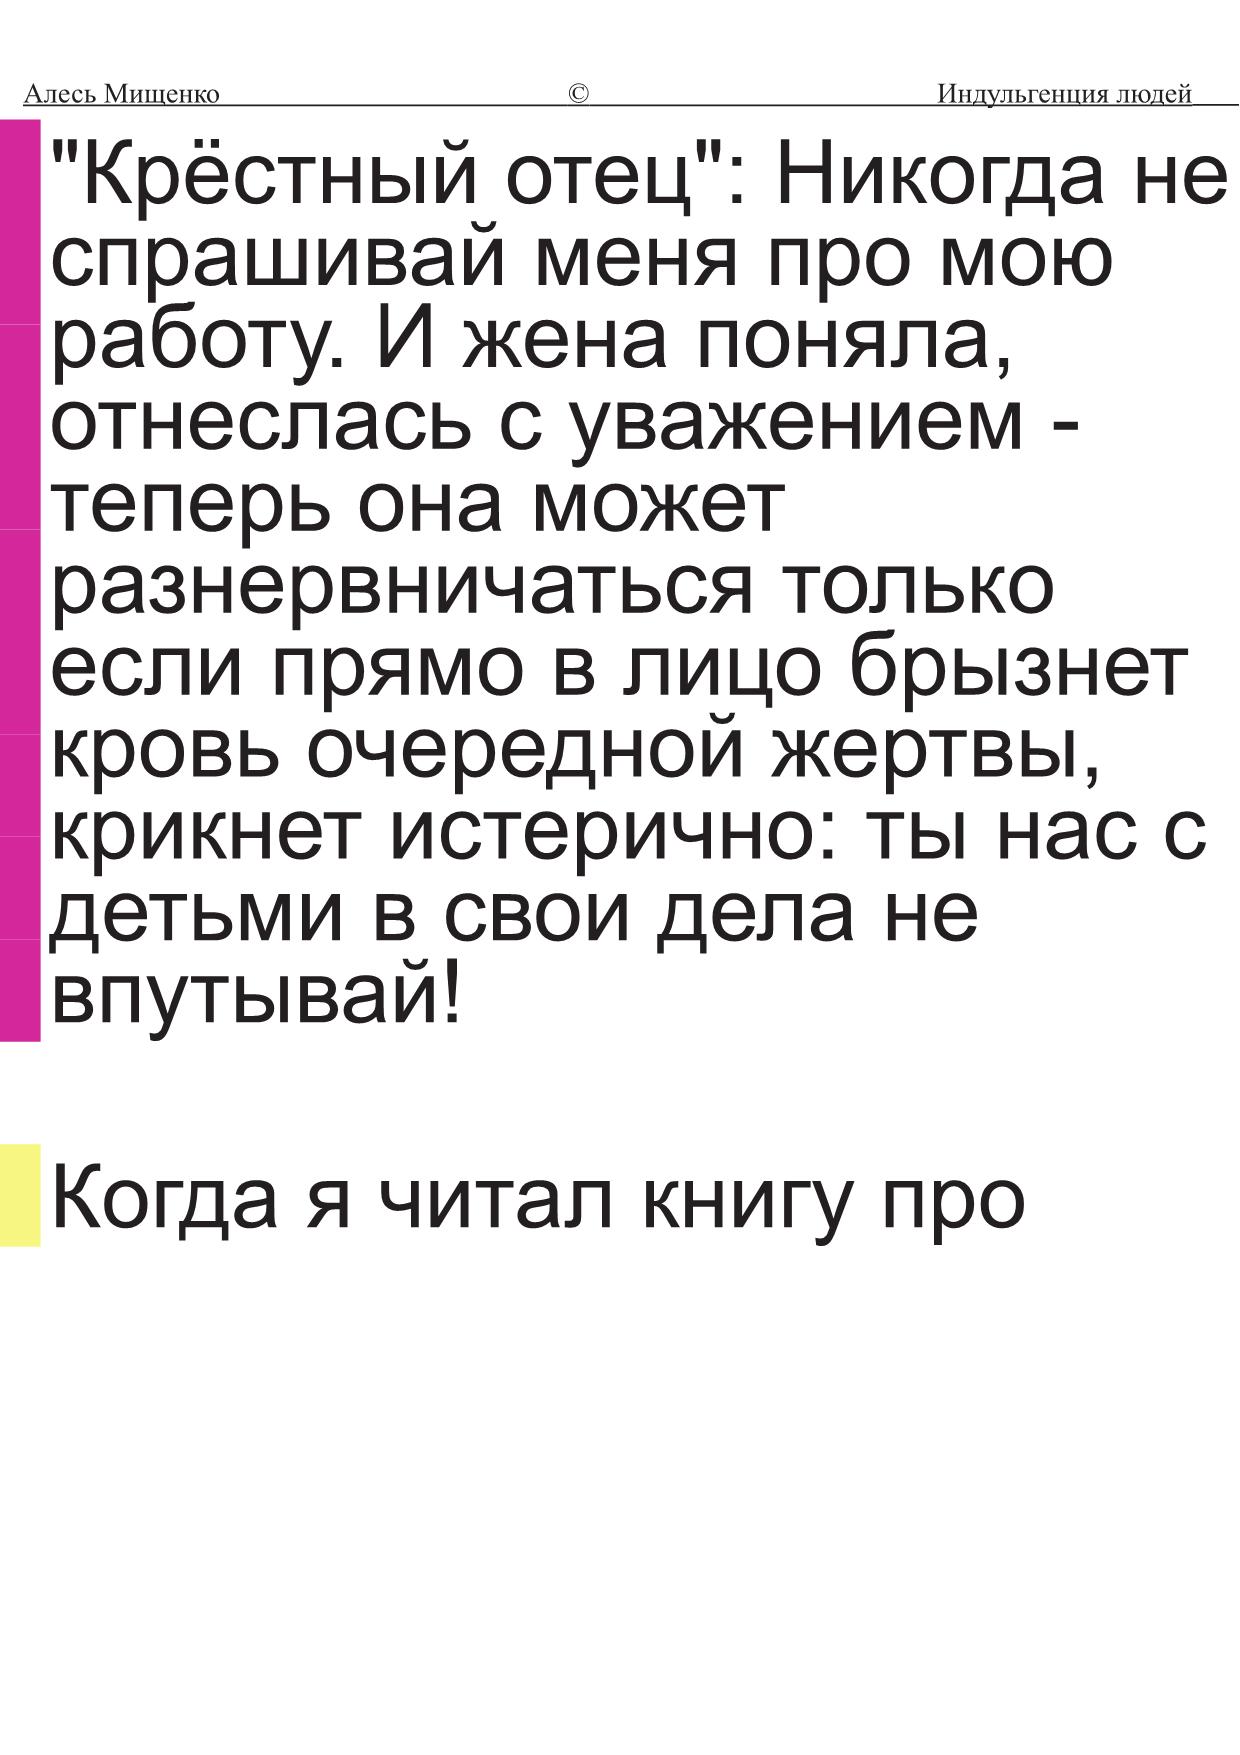 Алесь Мищенко © Индульгенция людей
"Крёстный отец": Никогда не
спрашивай меня про мою
работу. И жена поняла,
отнеслась с уважением -
теперь она может
разнервничаться только
если прямо в лицо брызнет
кровь очередной жертвы,
крикнет истерично: ты нас с
детьми в свои дела не
впутывай!
Когда я читал книгу про